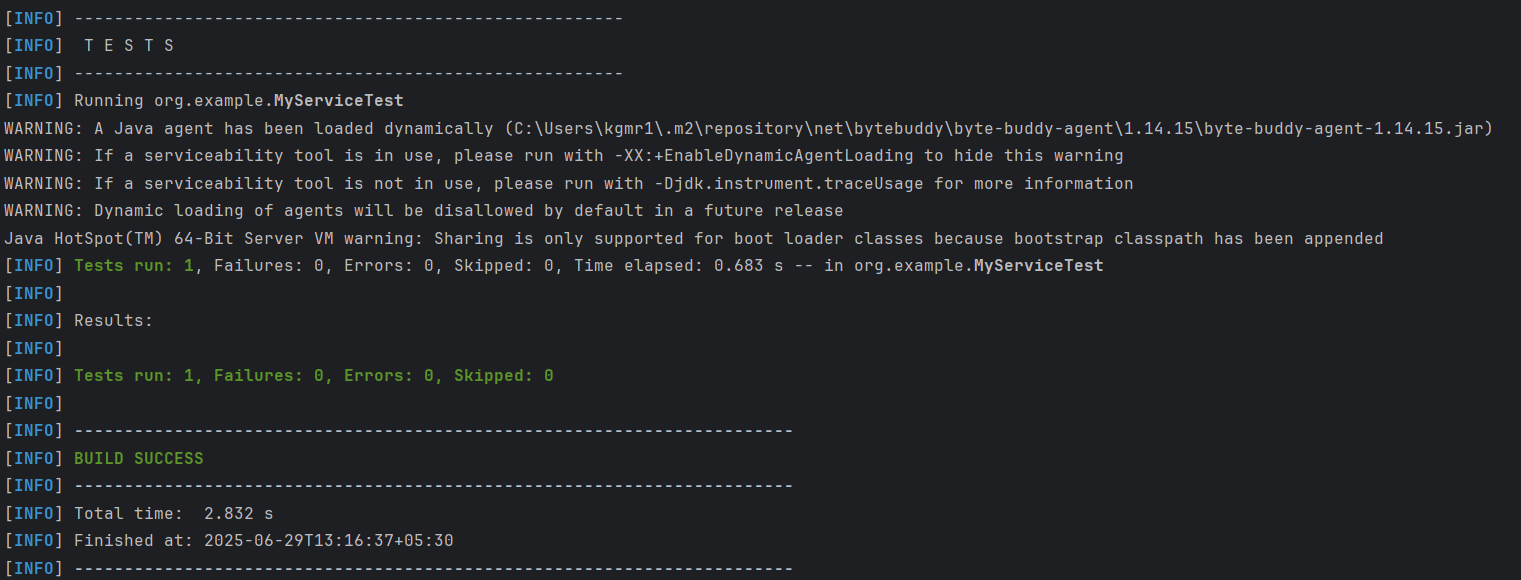 [INFO] -------------------------------------------------------
[INFO]  T E S T S
[INFO] -------------------------------------------------------
[INFO] Running org.example.MyServiceTest
WARNING: A Java agent has been loaded dynamically (C:\Users\kgmr1\.m2\repository\net\bytebuddy\byte-buddy-agent\1.14.15\byte-buddy-agent-1.14.15.jar)
WARNING: If a serviceability tool is in use, please run with -XX:+EnableDynamicAgentLoading to hide this warning
WARNING: If a serviceability tool is not in use, please run with -Djdk.instrument.traceUsage for more information
WARNING: Dynamic loading of agents will be disallowed by default in a future release
Java HotSpot(TM) 64-Bit Server VM warning: Sharing is only supported for boot loader classes because bootstrap classpath has been appended
[INFO] Tests run: 1, Failures: 0, Errors: 0, Skipped: 0, Time elapsed: 0.683 s -- in org.example.MyServiceTest
[INFO]
[INFO] Results:
[INFO]
[INFO] Tests run: 1, Failures: 0, Errors: 0, Skipped: 0
[INFO]
[INFO] ------------------------------------------------------------------------
[INFO] BUILD SUCCESS
[INFO] ------------------------------------------------------------------------
[INFO] Total time:  2.832 s
[INFO] Finished at: 2025-06-29T13:16:37+05:30
[INFO] ------------------------------------------------------------------------